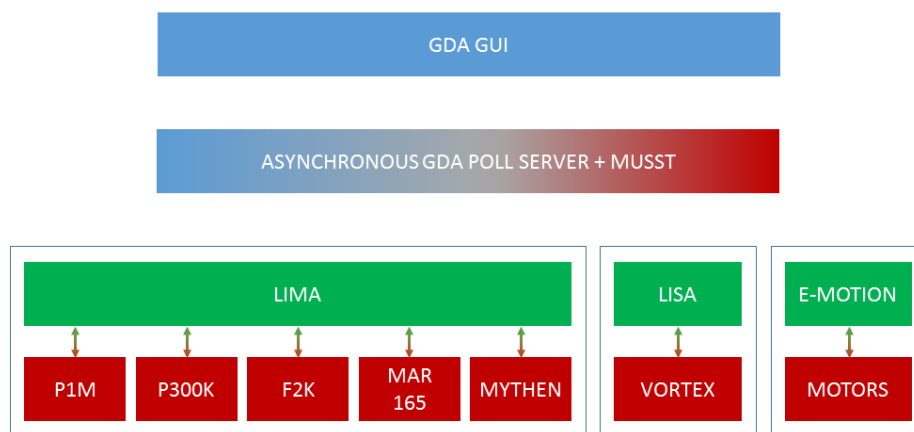 GDA GUI
ASYNCHRONOUS GDA POLL SERVER + MUSST
LIMA
LISA
E-MOTION
P1M
P300K
F2K
MAR
165
MYTHEN
VORTEX
MOTORS